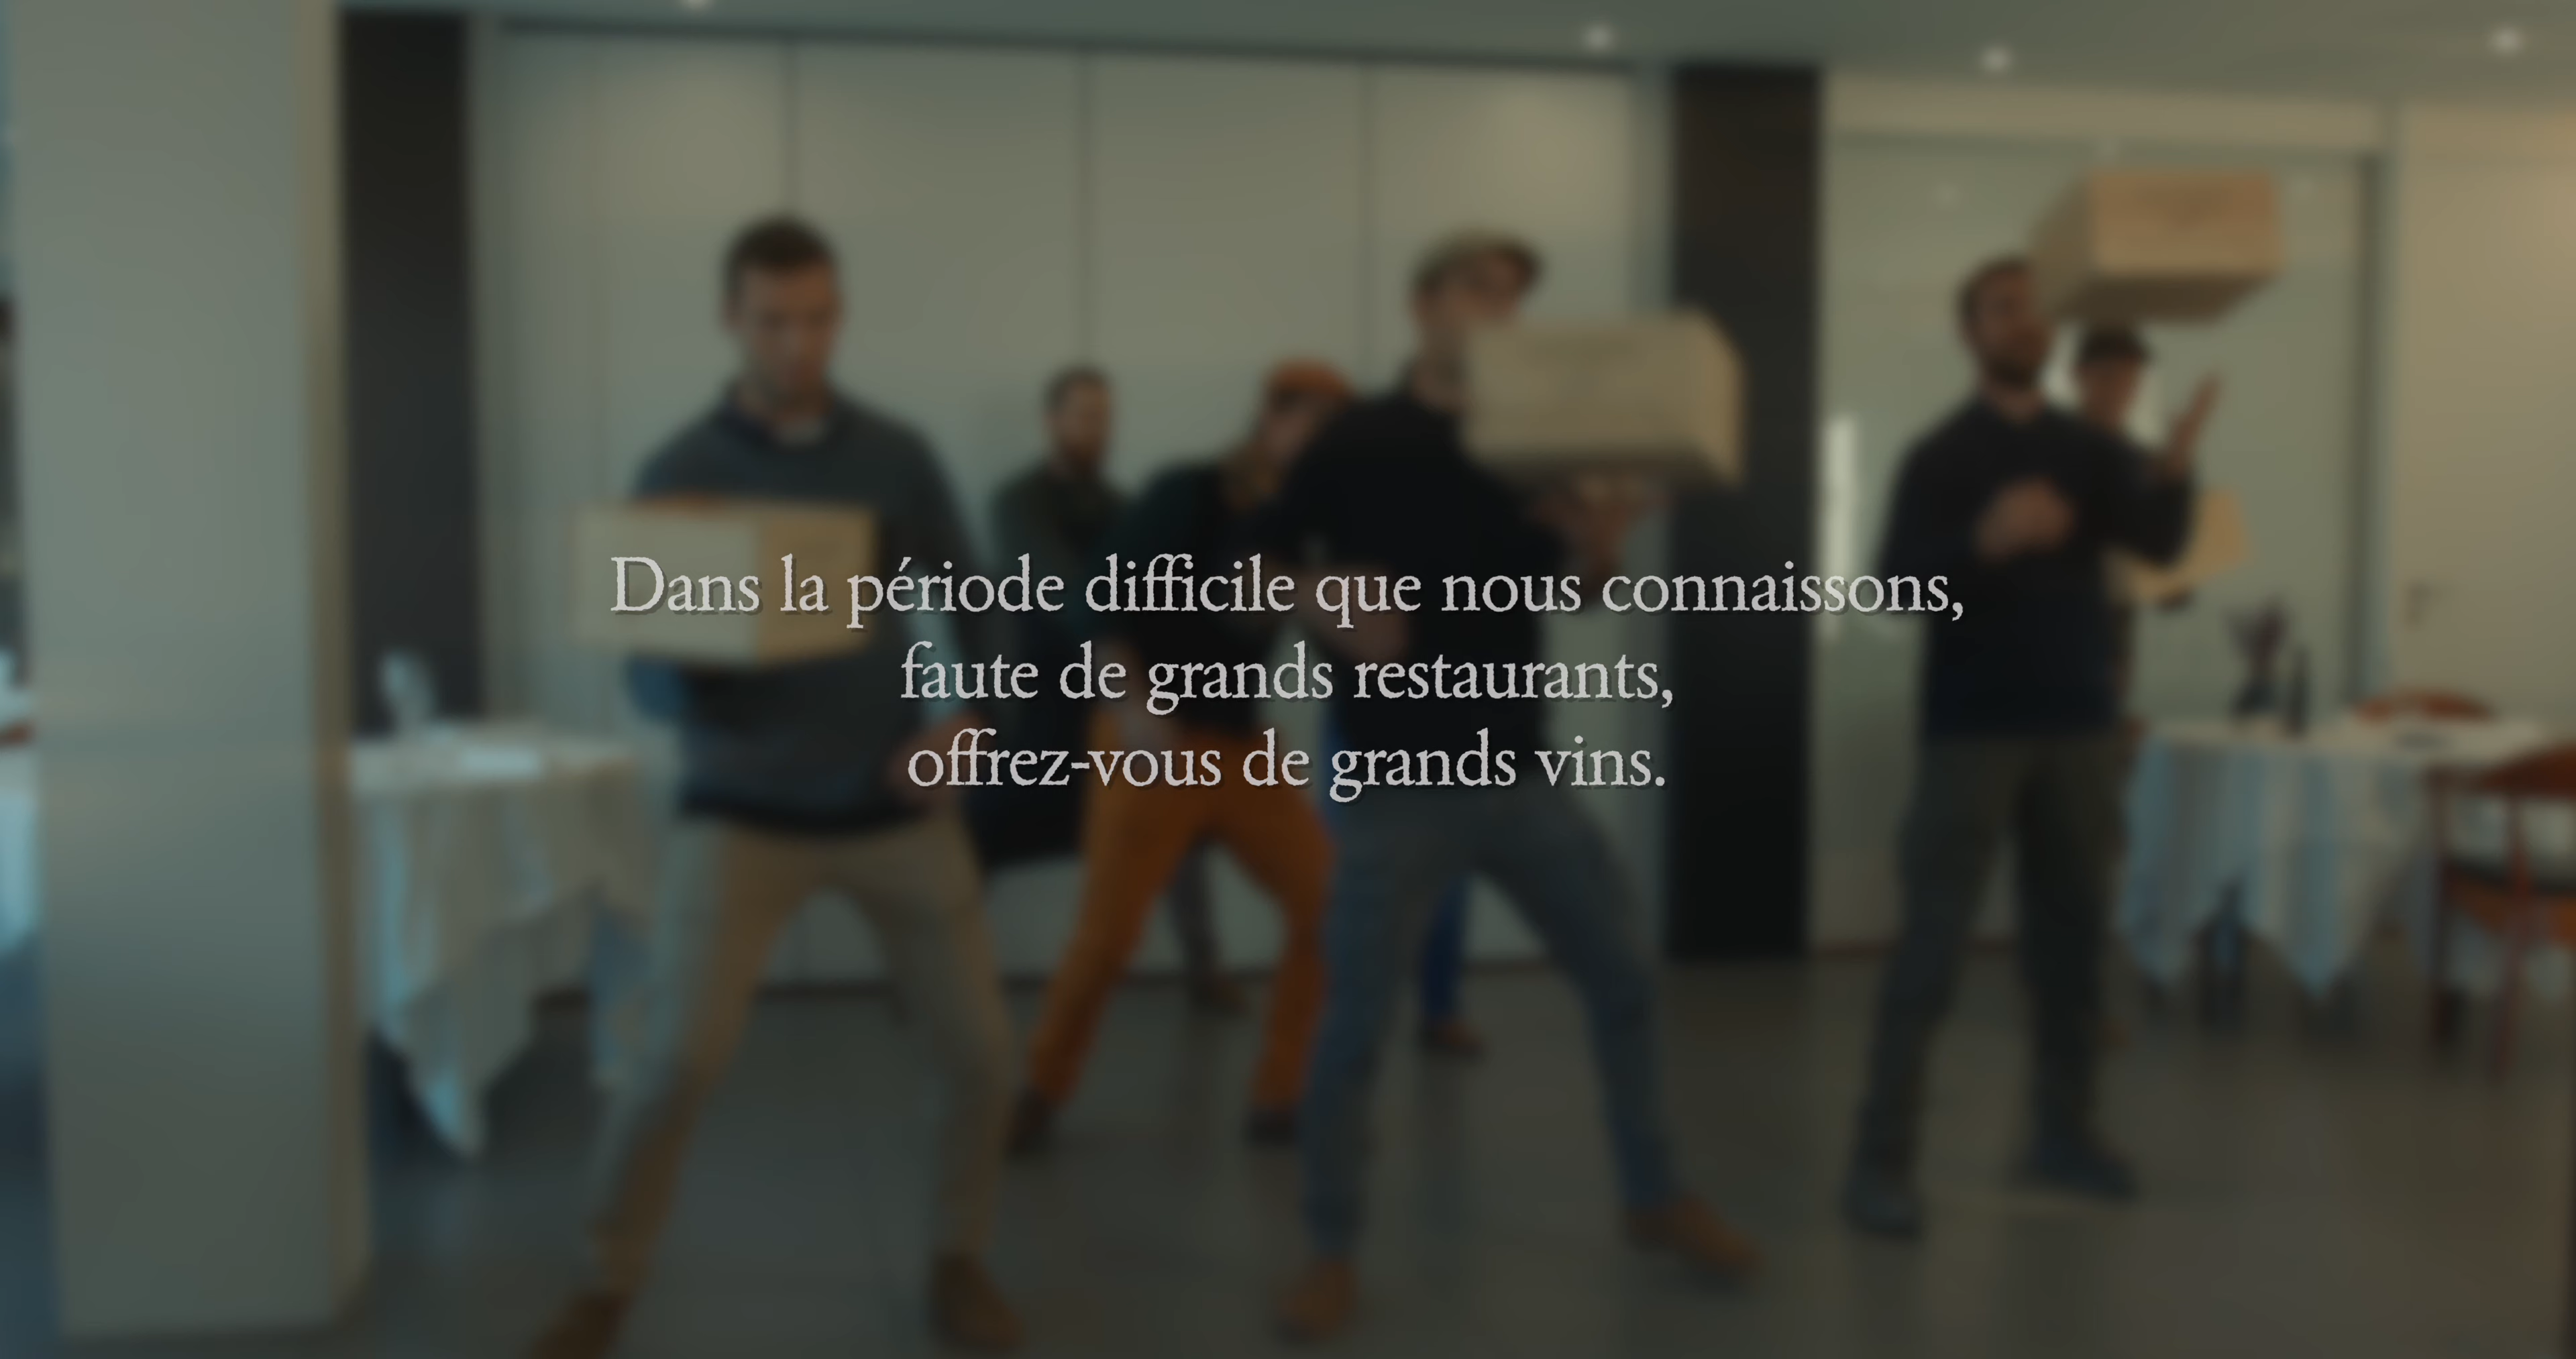 Dans la période difficile que nous connaissons,
faute de grands restaurants,
offrez-vous de grands vins.